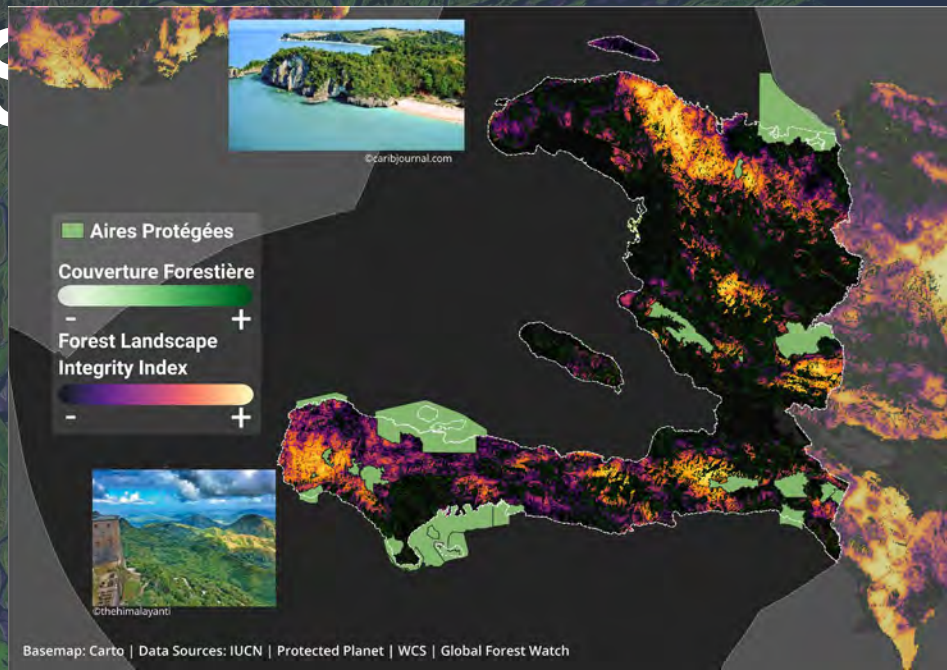 ©caribjournal.com
Aires Protégées
Couverture Forestière
- +
Forest Landscape
Integrity Index
- +
©thehimalayanti
Basemap: Carto | Data Sources: IUCN | Protected Planet | WCS | Global Forest Watch